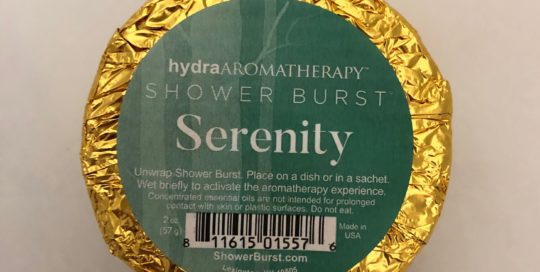 hydraAROMATHERAPY™
SHOWER BURST™
Serenity
Unwrap Shower Burst. Place on a dish or in a sachet.
Wet briefly to activate the aromatherapy experience.
Concentrated essential oils are not intended for prolonged
contact with skin or plastic surfaces. Do not eat.
2 oz.
(57 g)
Made in
USA
8 11615 01557 6
ShowerBurst.com